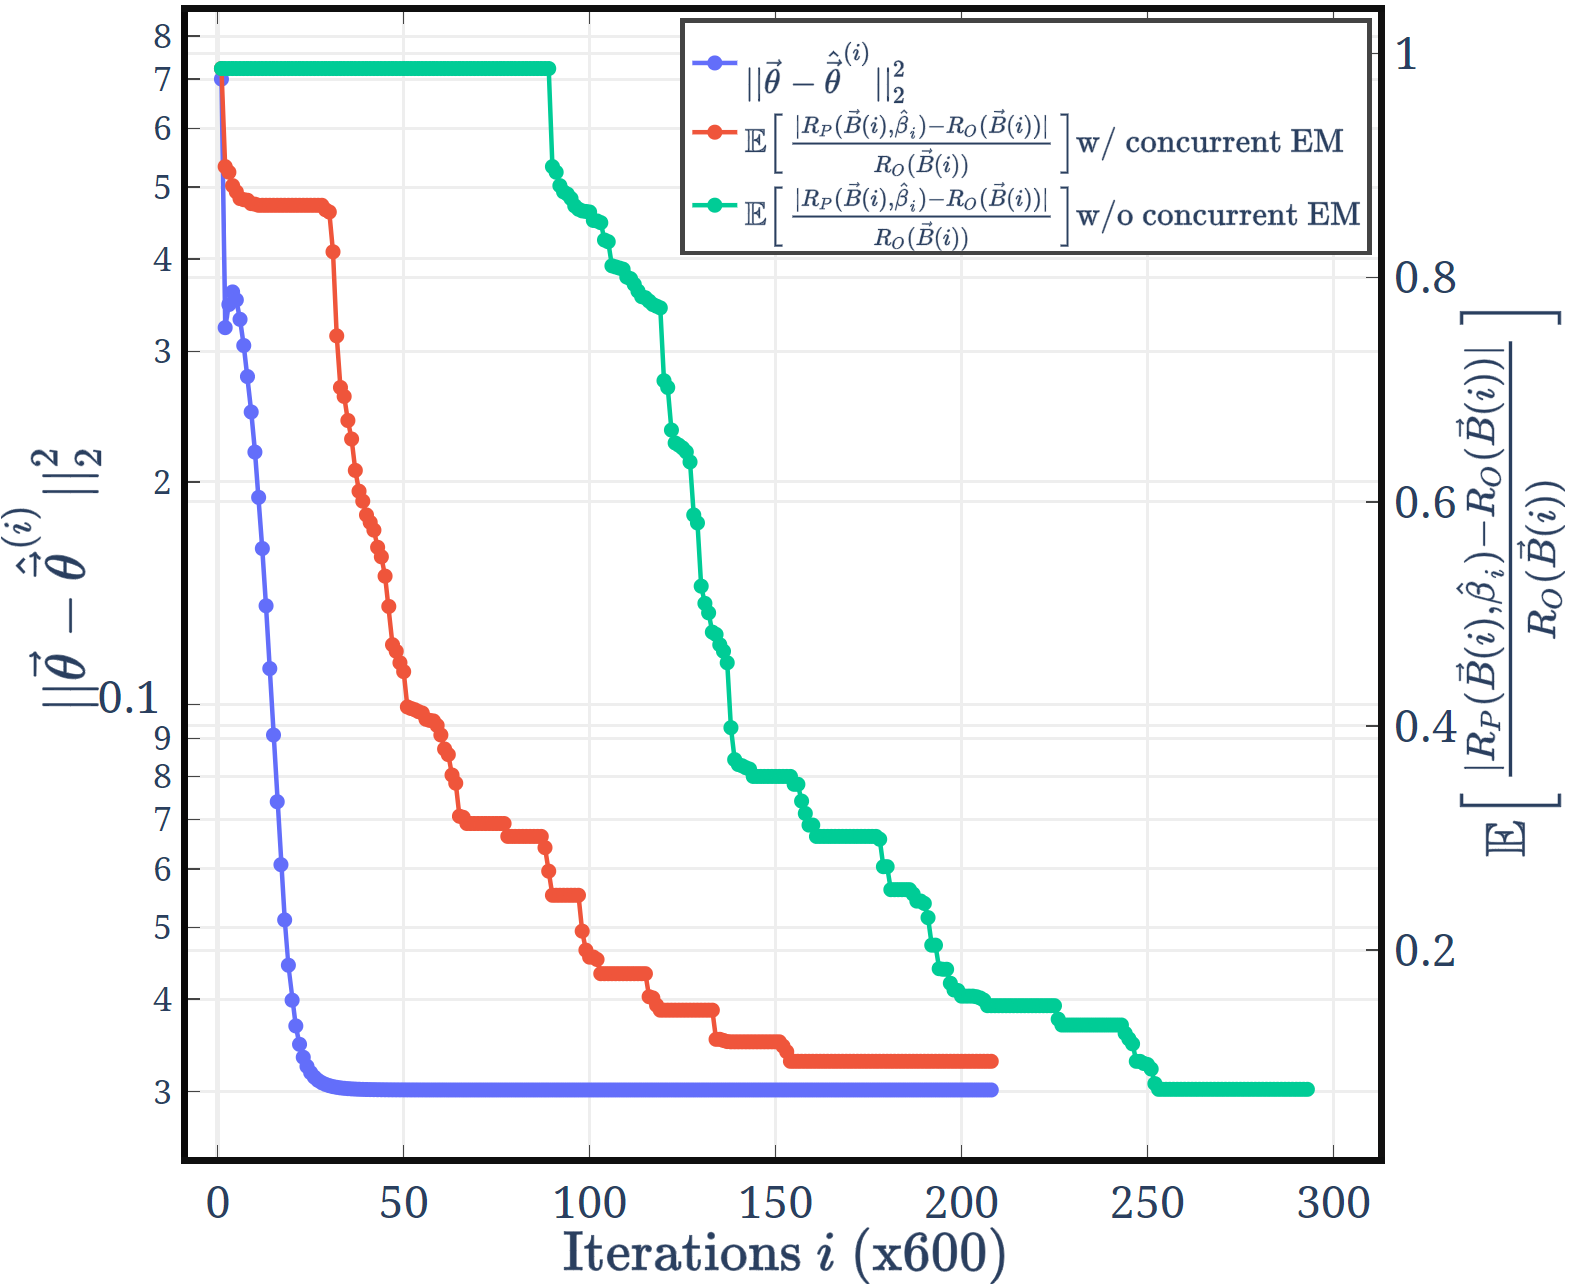 8
7
6
5
4
3
2
0.1
9
8
7
6
5
4
3
||θ⃗ − θ̂⃗^(i)||₂²
||θ⃗ − θ̂⃗^(i)||₂²
𝔼[ |R_P(B⃗(i),β̂_i)−R_O(B⃗(i))| / R_O(B⃗(i)) ] w/ concurrent EM
𝔼[ |R_P(B⃗(i),β̂_i)−R_O(B⃗(i))| / R_O(B⃗(i)) ] w/o concurrent EM
1
0.8
0.6
0.4
0.2
𝔼[ |R_P(B⃗(i),β̂_i)−R_O(B⃗(i))| / R_O(B⃗(i)) ]
0 50 100 150 200 250 300
Iterations i (x600)